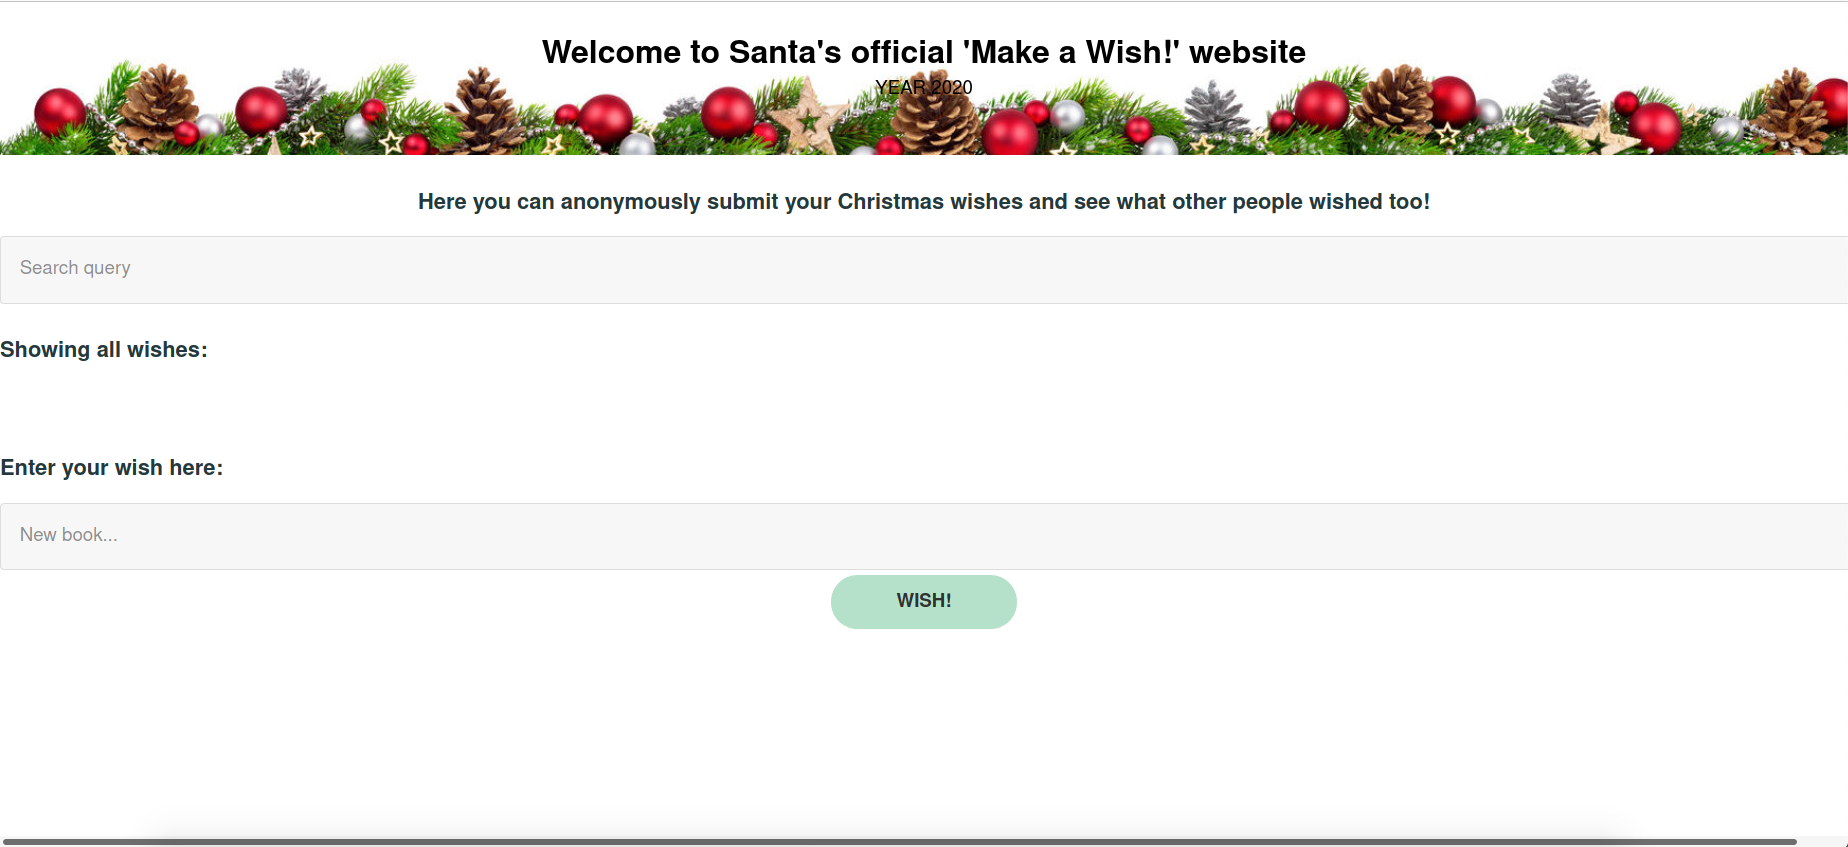 Welcome to Santa's official 'Make a Wish!' website
YEAR 2020
Here you can anonymously submit your Christmas wishes and see what other people wished too!
Search query
Showing all wishes:
Enter your wish here:
New book...
WISH!